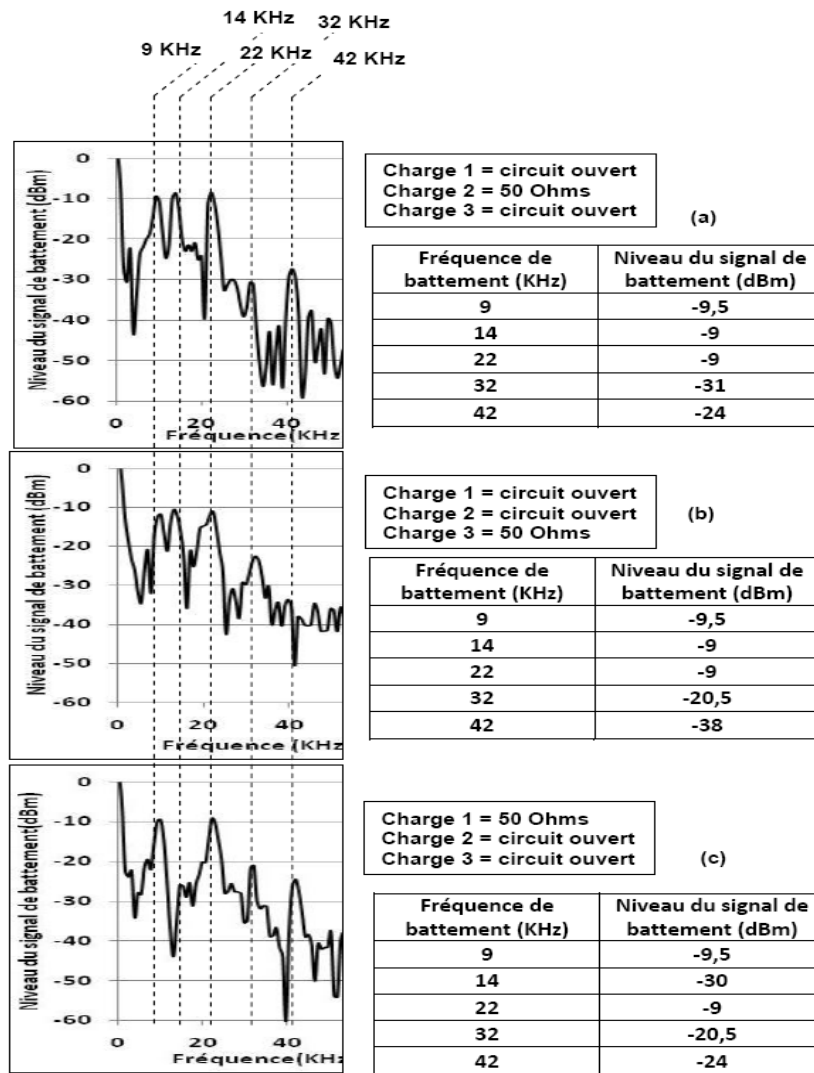 14 KHz 32 KHz
9 KHz 22 KHz 42 KHz
Niveau du signal de battement (dBm)
0
-10
-20
-30
-40
-50
-60
0 20 40
Fréquence(KHz
Charge 1 = circuit ouvert
Charge 2 = 50 Ohms
Charge 3 = circuit ouvert
(a)
Fréquence de battement (KHz) Niveau du signal de battement (dBm)
9 -9,5
14 -9
22 -9
32 -31
42 -24
Niveau du signal de battement (dBm)
0
-10
-20
-30
-40
-50
-60
0 20 40
Fréquence (KHz
Charge 1 = circuit ouvert
Charge 2 = circuit ouvert
Charge 3 = 50 Ohms
(b)
Fréquence de battement (KHz) Niveau du signal de battement (dBm)
9 -9,5
14 -9
22 -9
32 -20,5
42 -38
Niveau du signal de battement(dBm)
0
-10
-20
-30
-40
-50
-60
0 20 40
Fréquence(KHz
Charge 1 = 50 Ohms
Charge 2 = circuit ouvert
Charge 3 = circuit ouvert
(c)
Fréquence de battement (KHz) Niveau du signal de battement (dBm)
9 -9,5
14 -30
22 -9
32 -20,5
42 -24